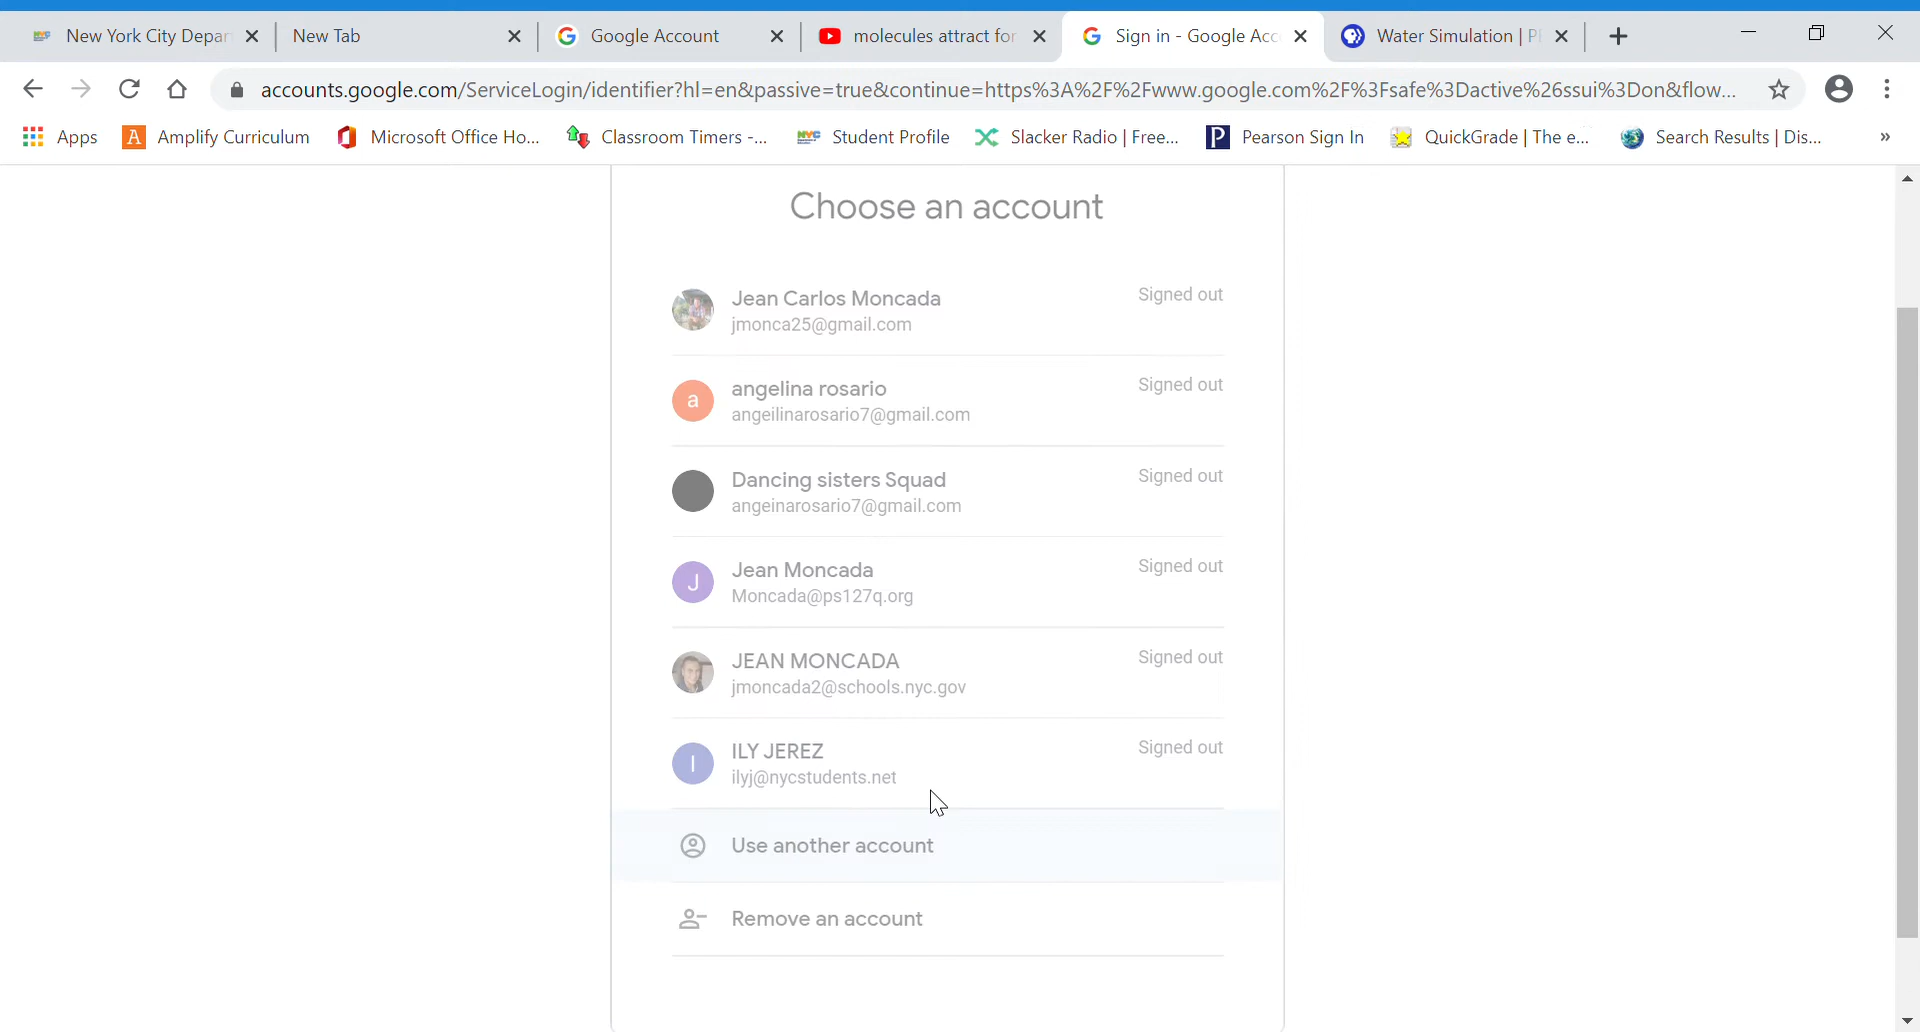 New York City Depar
New Tab
Google Account
molecules attract for
Sign in - Google Acc
Water Simulation | P
accounts.google.com/ServiceLogin/identifier?hl=en&passive=true&continue=https%3A%2F%2Fwww.google.com%2F%3Fsafe%3Dactive%26ssui%3Don&flow...
Apps
A
Amplify Curriculum
Microsoft Office Ho...
Classroom Timers -...
NYC
Student Profile
Slacker Radio | Free...
P
Pearson Sign In
QuickGrade | The e...
Search Results | Dis...
»
Choose an account
Jean Carlos Moncada
Signed out
jmonca25@gmail.com
a
angelina rosario
Signed out
angeilinarosario7@gmail.com
Dancing sisters Squad
Signed out
angeinarosario7@gmail.com
J
Jean Moncada
Signed out
Moncada@ps127q.org
JEAN MONCADA
Signed out
jmoncada2@schools.nyc.gov
I
ILY JEREZ
Signed out
ilyj@nycstudents.net
Use another account
Remove an account